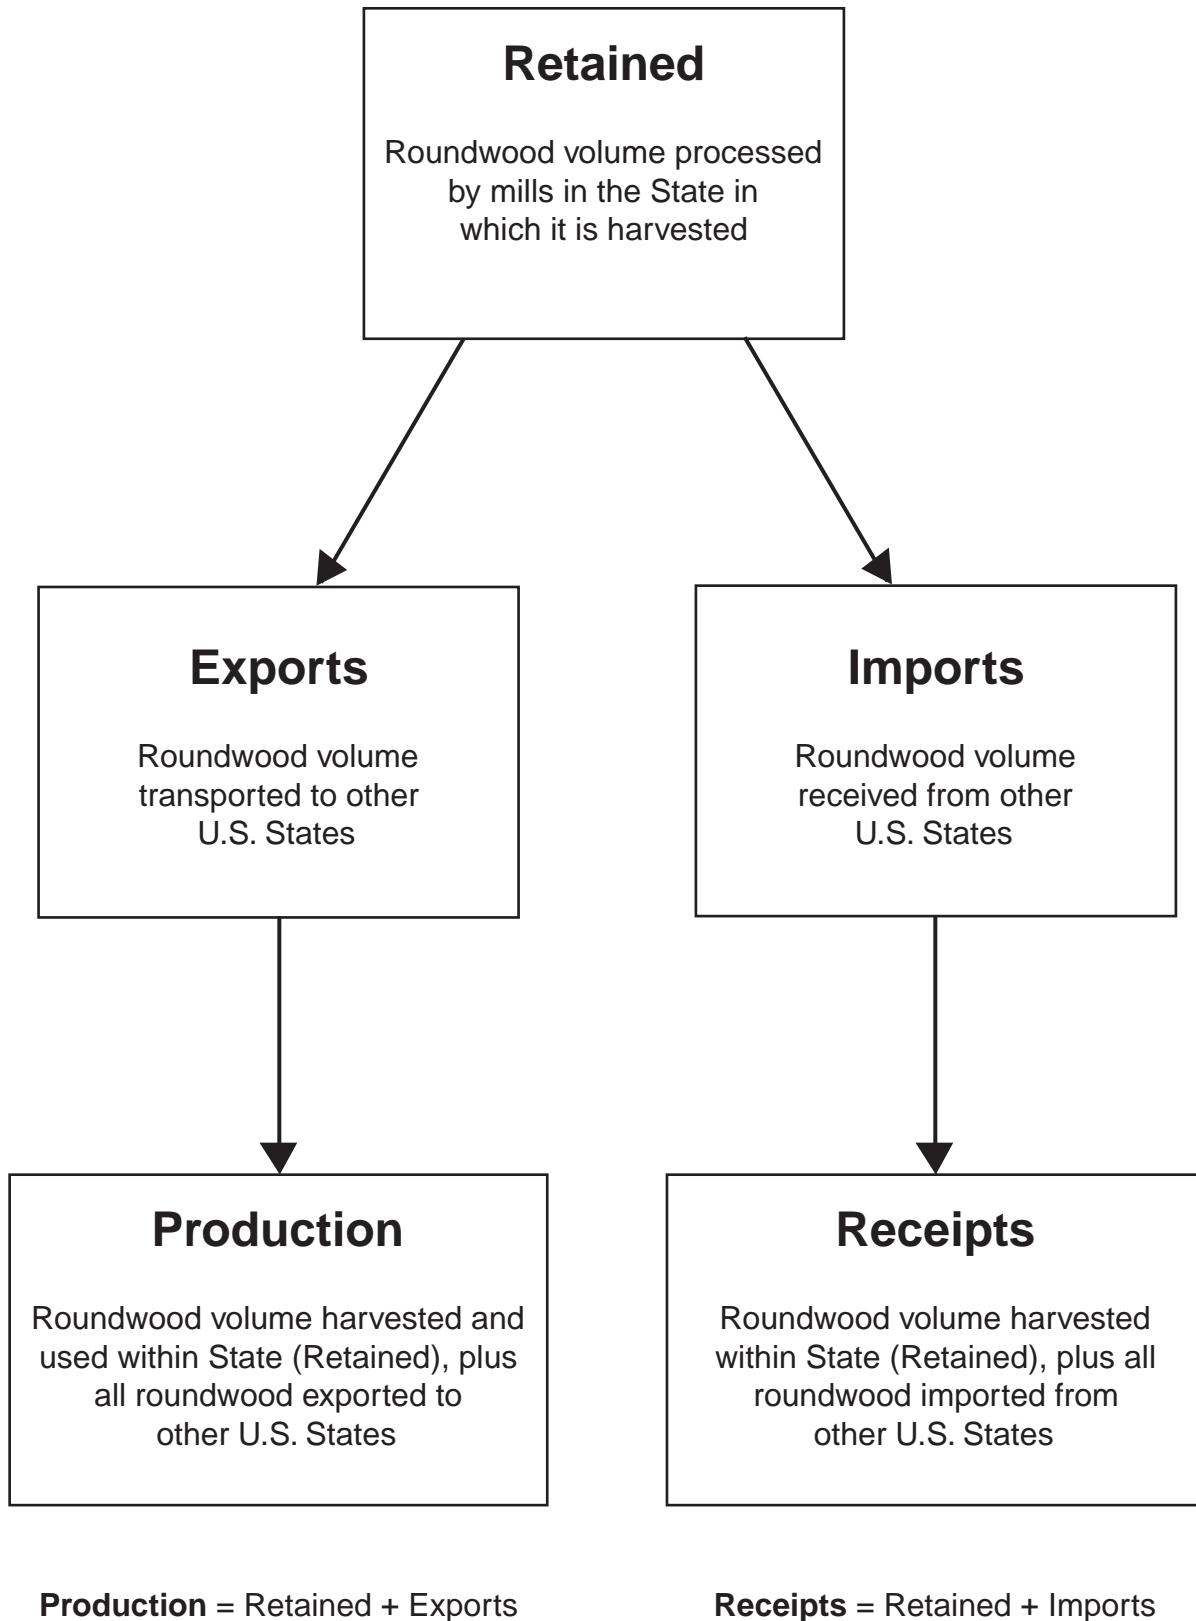 Retained
Roundwood volume processed
by mills in the State in
which it is harvested
Exports
Roundwood volume
transported to other
U.S. States
Imports
Roundwood volume
received from other
U.S. States
Production
Roundwood volume harvested and
used within State (Retained), plus
all roundwood exported to
other U.S. States
Receipts
Roundwood volume harvested
within State (Retained), plus all
roundwood imported from
other U.S. States
Production = Retained + Exports
Receipts = Retained + Imports